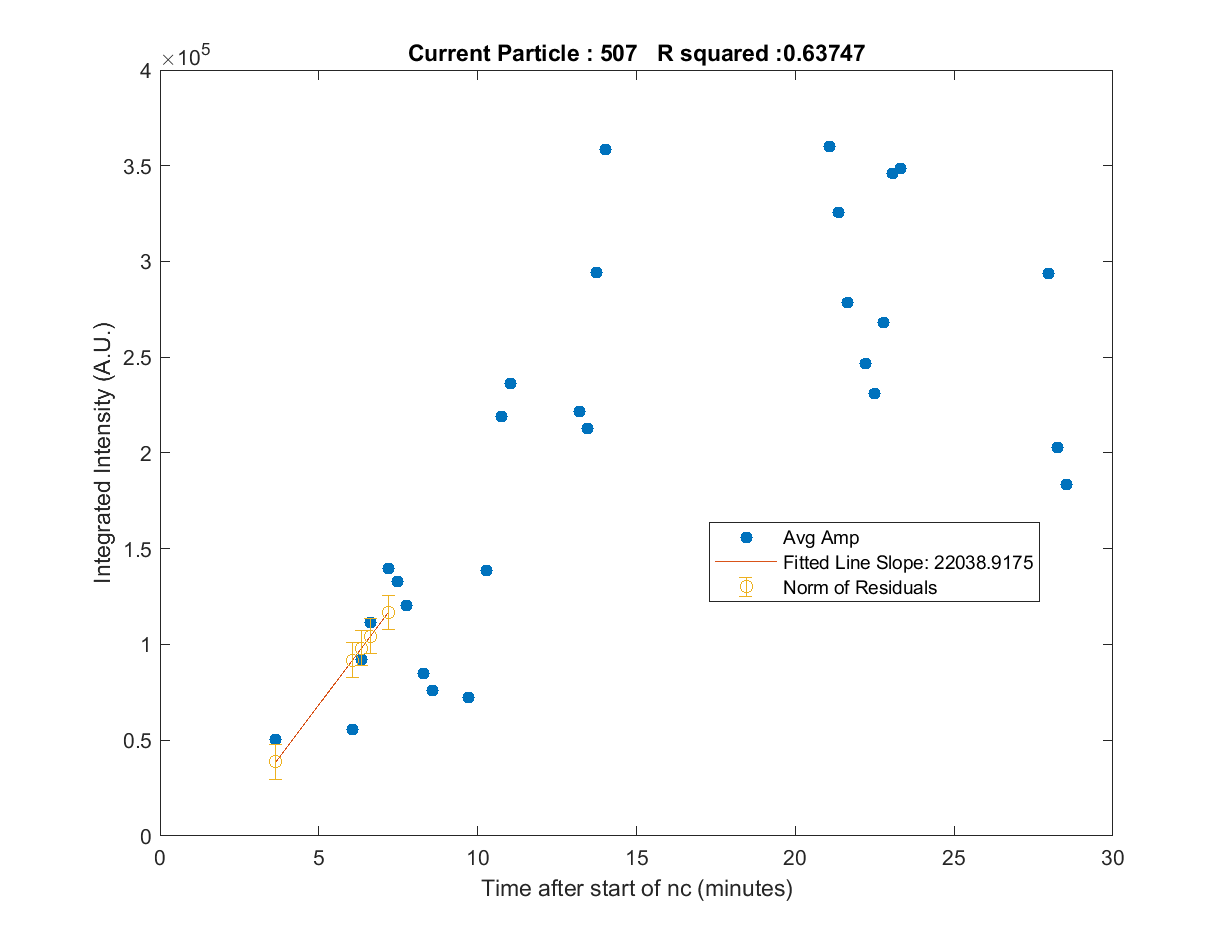 Current Particle : 507 R squared :0.63747
×10^5
4
3.5
3
2.5
2
1.5
1
0.5
0
Integrated Intensity (A.U.)
Avg Amp
Fitted Line Slope: 22038.9175
Norm of Residuals
0 5 10 15 20 25 30
Time after start of nc (minutes)